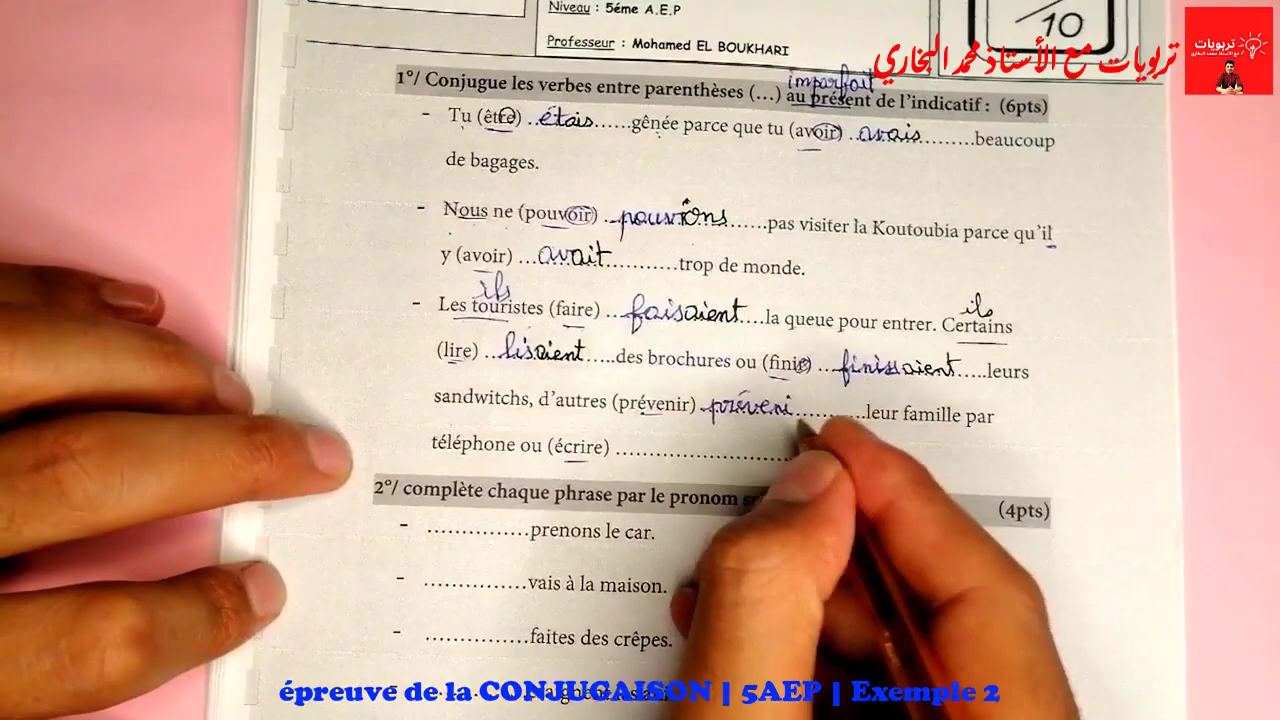 Niveau : 5éme A.E.P
10
Professeur : Mohamed EL BOUKHARI
تربويات مع الأستاذ محمد البخاري
تربويات
مع الأستاذ محمد البخاري
imparfait
1°/ Conjugue les verbes entre parenthèses (…) au présent de l'indicatif : (6pts)
- Tu (être) ..étais......gênée parce que tu (avoir) ..avais.........beaucoup
de bagages.
- Nous ne (pouvoir) ..pouvions.......pas visiter la Koutoubia parce qu'il
y (avoir) ...avait...........trop de monde.
ils ils
- Les touristes (faire) ...faisaient....la queue pour entrer. Certains
(lire) ...lisaient.....des brochures ou (finir) ...finissaient.....leurs
sandwitchs, d'autres (prévenir) .préveni..........leur famille par
téléphone ou (écrire) ............................
2°/ complète chaque phrase par le pronom (4pts)
- ...............prenons le car.
- ...............vais à la maison.
- ...............faites des crêpes.
épreuve de la CONJUGAISON | 5AEP | Exemple 2